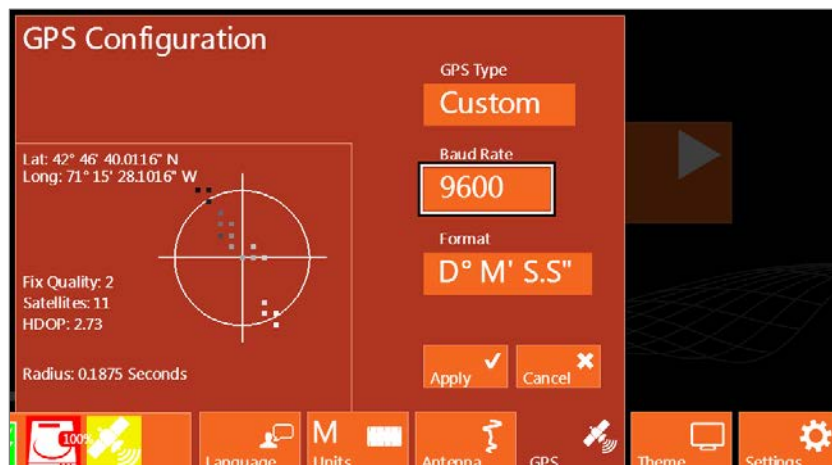 GPS Configuration
GPS Type
Custom
Lat: 42° 46' 40.0116" N
Long: 71° 15' 28.1016" W
Baud Rate
9600
Format
D° M' S.S"
Fix Quality: 2
Satellites: 11
HDOP: 2.73
Radius: 0.1875 Seconds
Apply
Cancel
100%
Language
M
Units
Antenna
GPS
Theme
Settings